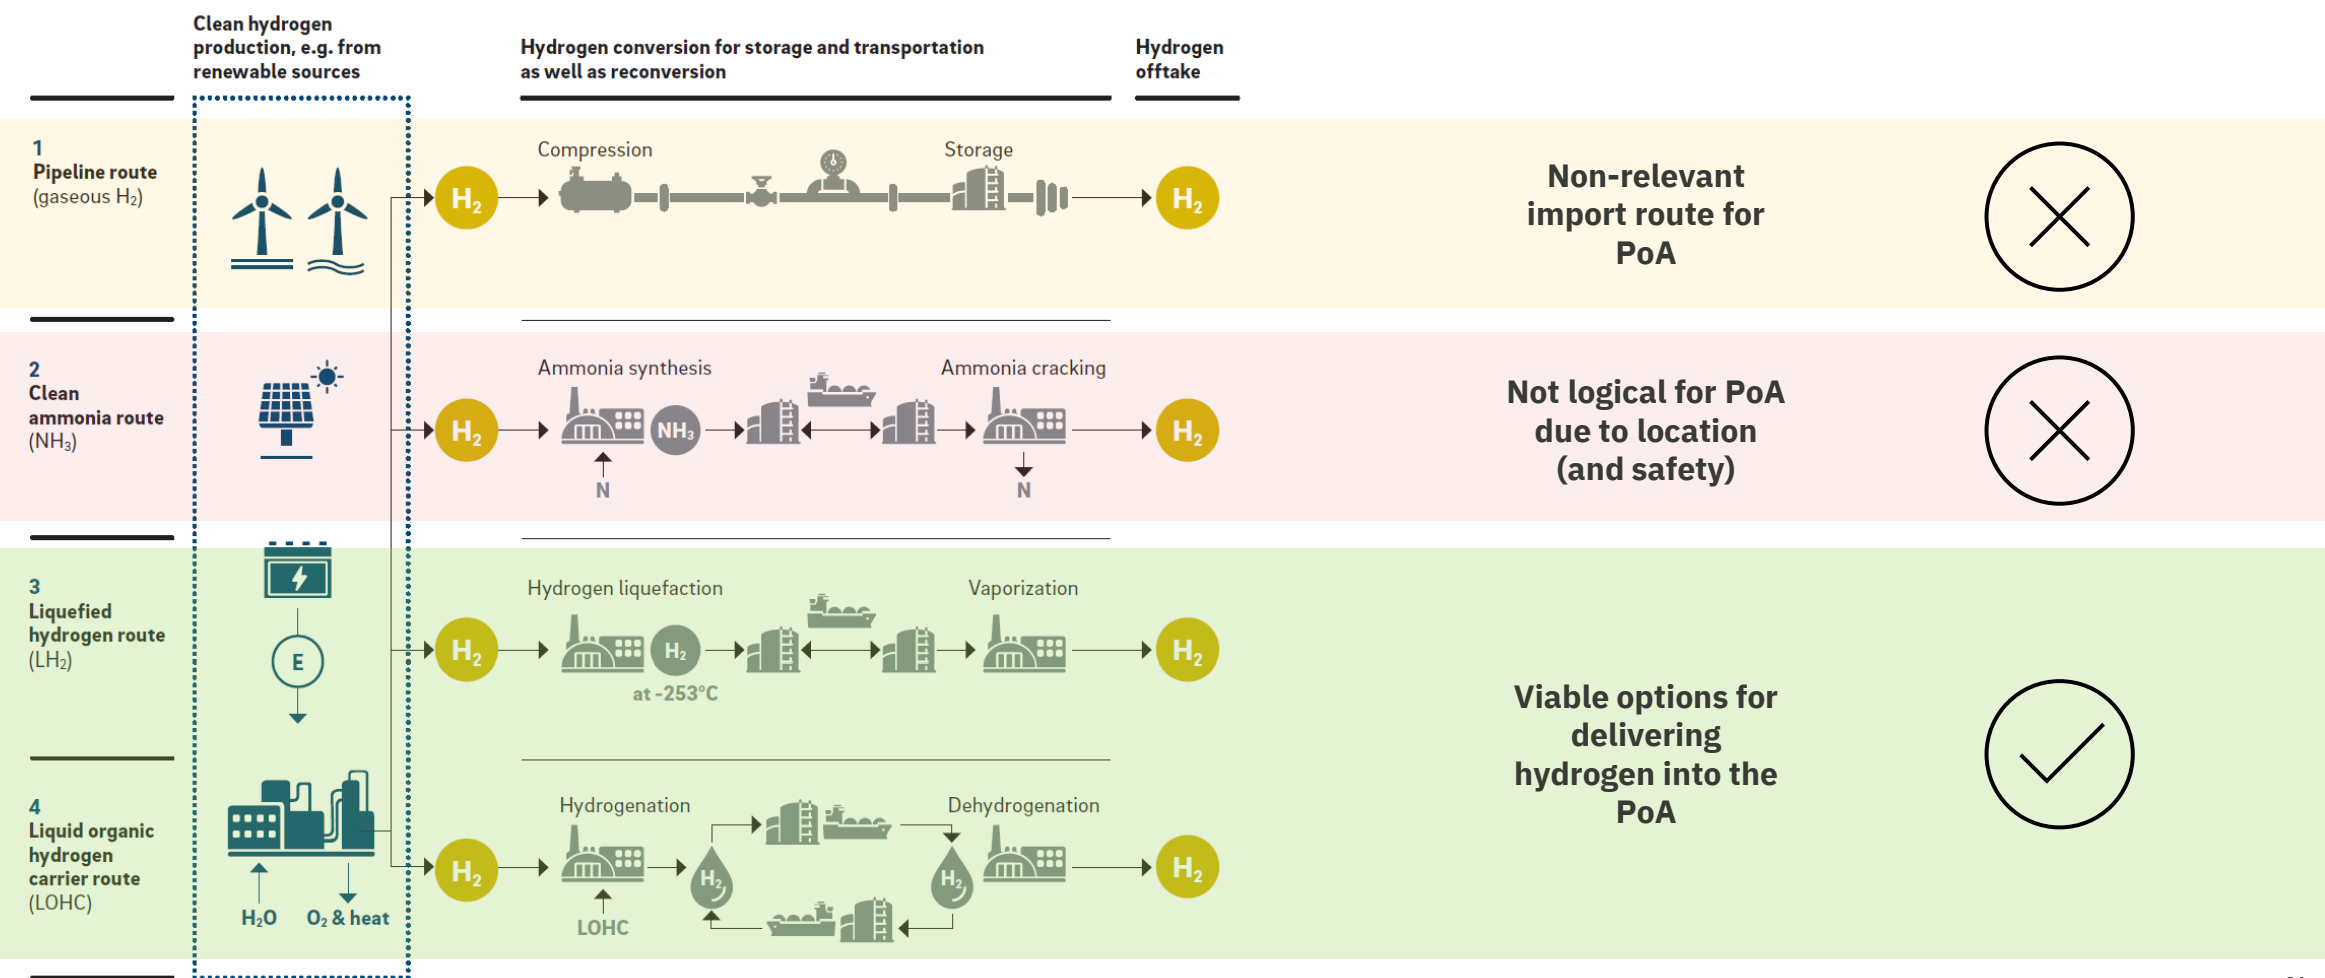 Clean hydrogen
production, e.g. from
renewable sources
Hydrogen conversion for storage and transportation
as well as reconversion
Hydrogen
offtake
1
Pipeline route
(gaseous H₂)
H₂
Compression
Storage
H₂
Non-relevant
import route for
PoA
2
Clean
ammonia route
(NH₃)
H₂
Ammonia synthesis
NH₃
N
Ammonia cracking
N
H₂
Not logical for PoA
due to location
(and safety)
3
Liquefied
hydrogen route
(LH₂)
E
H₂
Hydrogen liquefaction
H₂
at -253°C
Vaporization
H₂
4
Liquid organic
hydrogen
carrier route
(LOHC)
H₂O
O₂ & heat
H₂
Hydrogenation
LOHC
H₂
Dehydrogenation
H₂
H₂
Viable options for
delivering
hydrogen into the
PoA